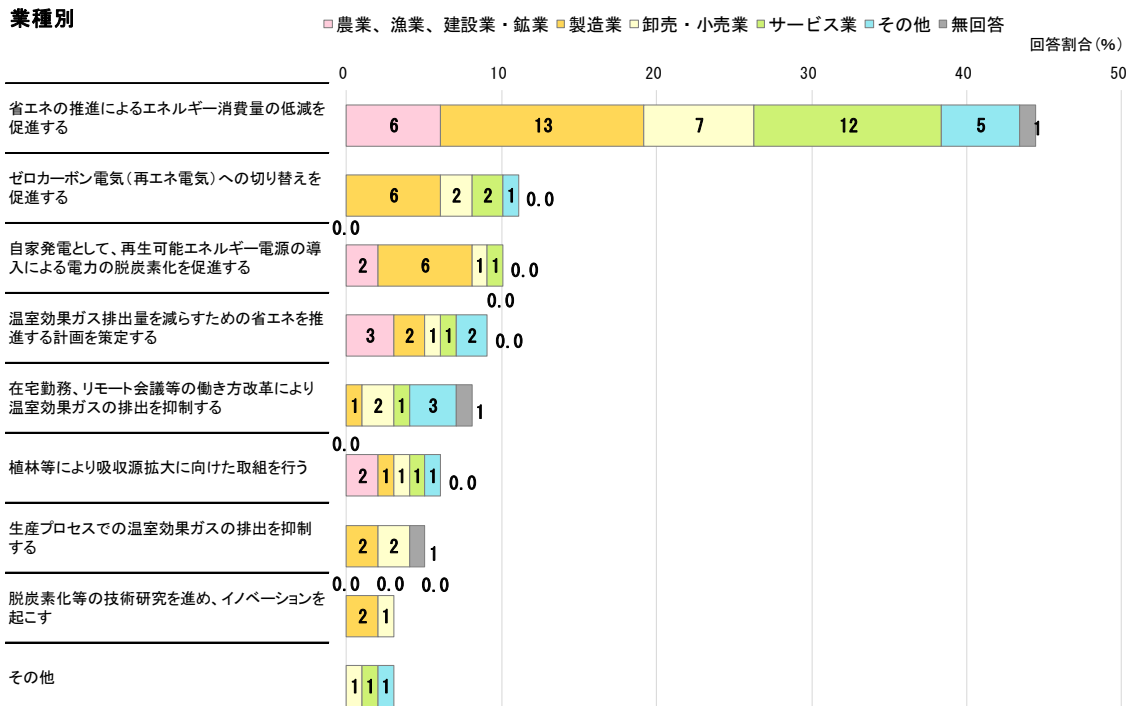 業種別
農業、漁業、建設業・鉱業 製造業 卸売・小売業 サービス業 その他 無回答
回答割合(%)
0 10 20 30 40 50
省エネの推進によるエネルギー消費量の低減を
促進する
6 13 7 12 5 1
ゼロカーボン電気(再エネ電気)への切り替えを
促進する
6 2 2 1 0.0
0.0
自家発電として、再生可能エネルギー電源の導
入による電力の脱炭素化を促進する
2 6 1 1 0.0
0.0
温室効果ガス排出量を減らすための省エネを推
進する計画を策定する
3 2 1 1 2 0.0
在宅勤務、リモート会議等の働き方改革により
温室効果ガスの排出を抑制する
1 2 1 3 1
0.0
植林等により吸収源拡大に向けた取組を行う
2 1 1 1 1 0.0
生産プロセスでの温室効果ガスの排出を抑制
する
2 2 1
0.0 0.0 0.0
脱炭素化等の技術研究を進め、イノベーションを
起こす
2 1
その他
1 1 1